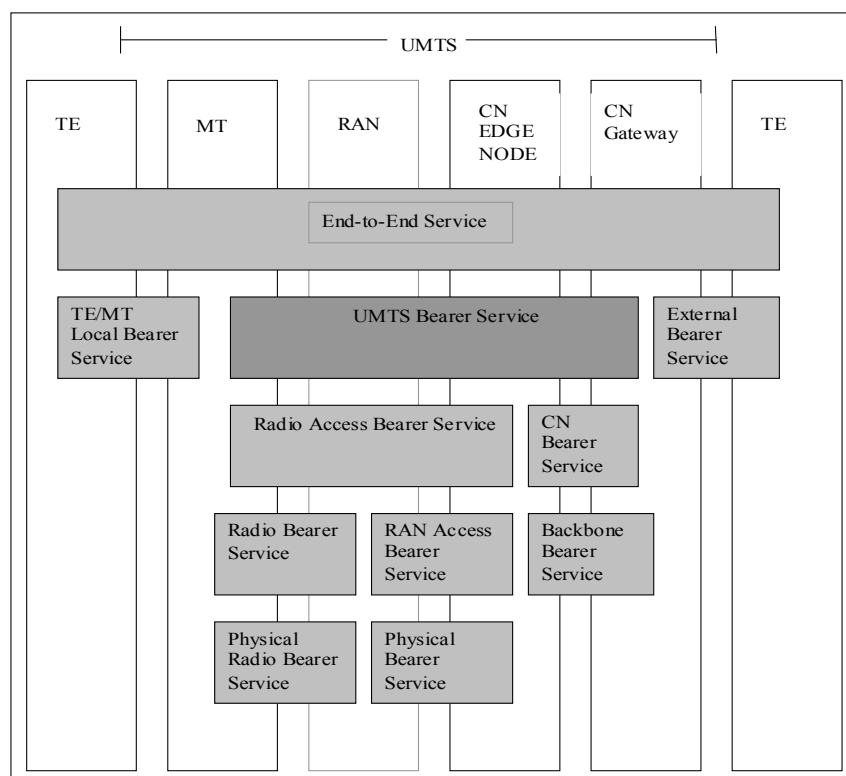 UMTS
TE
MT
RAN
CN
EDGE
NODE
CN
Gateway
TE
End-to-End Service
TE/MT
Local Bearer
Service
UMTS Bearer Service
External
Bearer
Service
Radio Access Bearer Service
CN
Bearer
Service
Radio Bearer
Service
RAN Access
Bearer
Service
Backbone
Bearer
Service
Physical
Radio Bearer
Service
Physical
Bearer
Service